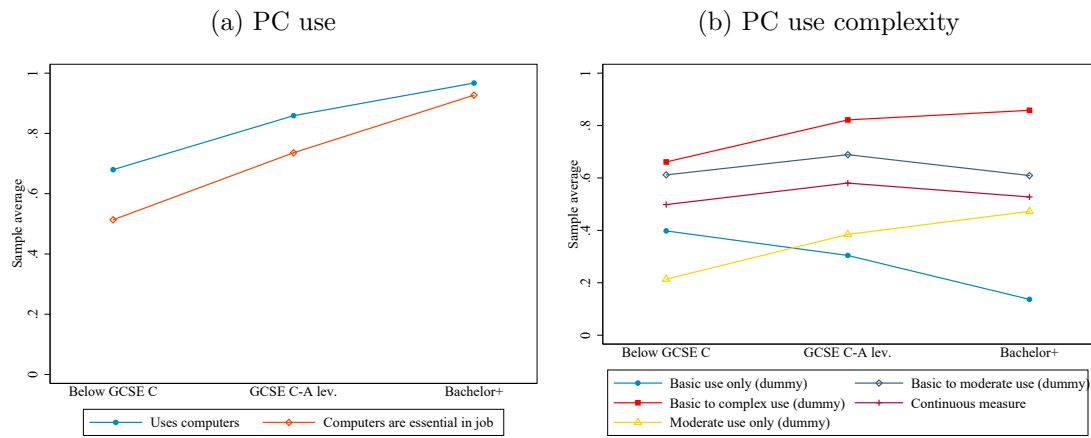 (a) PC use
Sample average
0
.2
.4
.6
.8
1
Below GCSE C
GCSE C-A lev.
Bachelor+
Uses computers
Computers are essential in job
(b) PC use complexity
Sample average
0
.2
.4
.6
.8
1
Below GCSE C
GCSE C-A lev.
Bachelor+
Basic use only (dummy)
Basic to moderate use (dummy)
Basic to complex use (dummy)
Continuous measure
Moderate use only (dummy)